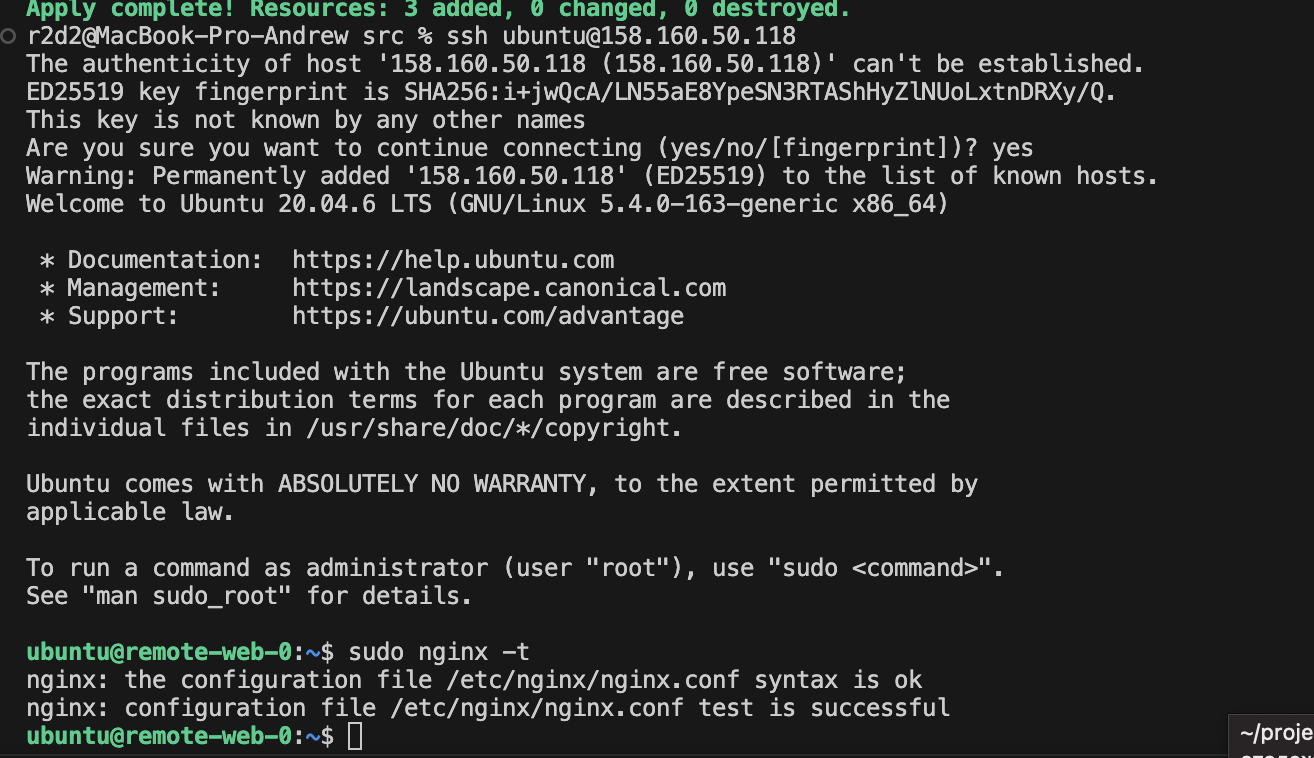 Apply complete! Resources: 3 added, 0 changed, 0 destroyed.
r2d2@MacBook-Pro-Andrew src % ssh ubuntu@158.160.50.118
The authenticity of host '158.160.50.118 (158.160.50.118)' can't be established.
ED25519 key fingerprint is SHA256:i+jwQcA/LN55aE8YpeSN3RTAShHyZlNUoLxtnDRXy/Q.
This key is not known by any other names
Are you sure you want to continue connecting (yes/no/[fingerprint])? yes
Warning: Permanently added '158.160.50.118' (ED25519) to the list of known hosts.
Welcome to Ubuntu 20.04.6 LTS (GNU/Linux 5.4.0-163-generic x86_64)
* Documentation: https://help.ubuntu.com
* Management: https://landscape.canonical.com
* Support: https://ubuntu.com/advantage
The programs included with the Ubuntu system are free software;
the exact distribution terms for each program are described in the
individual files in /usr/share/doc/*/copyright.
Ubuntu comes with ABSOLUTELY NO WARRANTY, to the extent permitted by
applicable law.
To run a command as administrator (user "root"), use "sudo <command>".
See "man sudo_root" for details.
ubuntu@remote-web-0:~$ sudo nginx -t
nginx: the configuration file /etc/nginx/nginx.conf syntax is ok
nginx: configuration file /etc/nginx/nginx.conf test is successful
ubuntu@remote-web-0:~$
~/proje